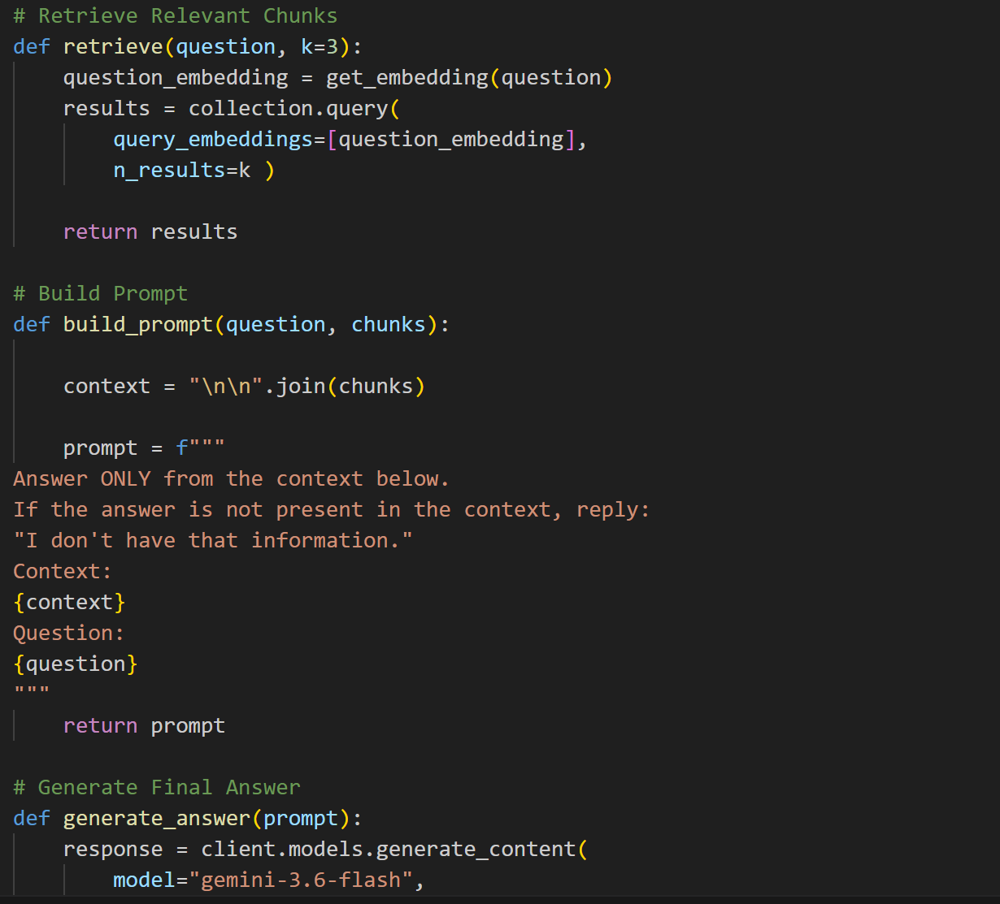 # Retrieve Relevant Chunks
def retrieve(question, k=3):
    question_embedding = get_embedding(question)
    results = collection.query(
        query_embeddings=[question_embedding],
        n_results=k )

    return results

# Build Prompt
def build_prompt(question, chunks):

    context = "\n\n".join(chunks)

    prompt = f"""
Answer ONLY from the context below.
If the answer is not present in the context, reply:
"I don't have that information."
Context:
{context}
Question:
{question}
"""
    return prompt

# Generate Final Answer
def generate_answer(prompt):
    response = client.models.generate_content(
        model="gemini-3.6-flash",